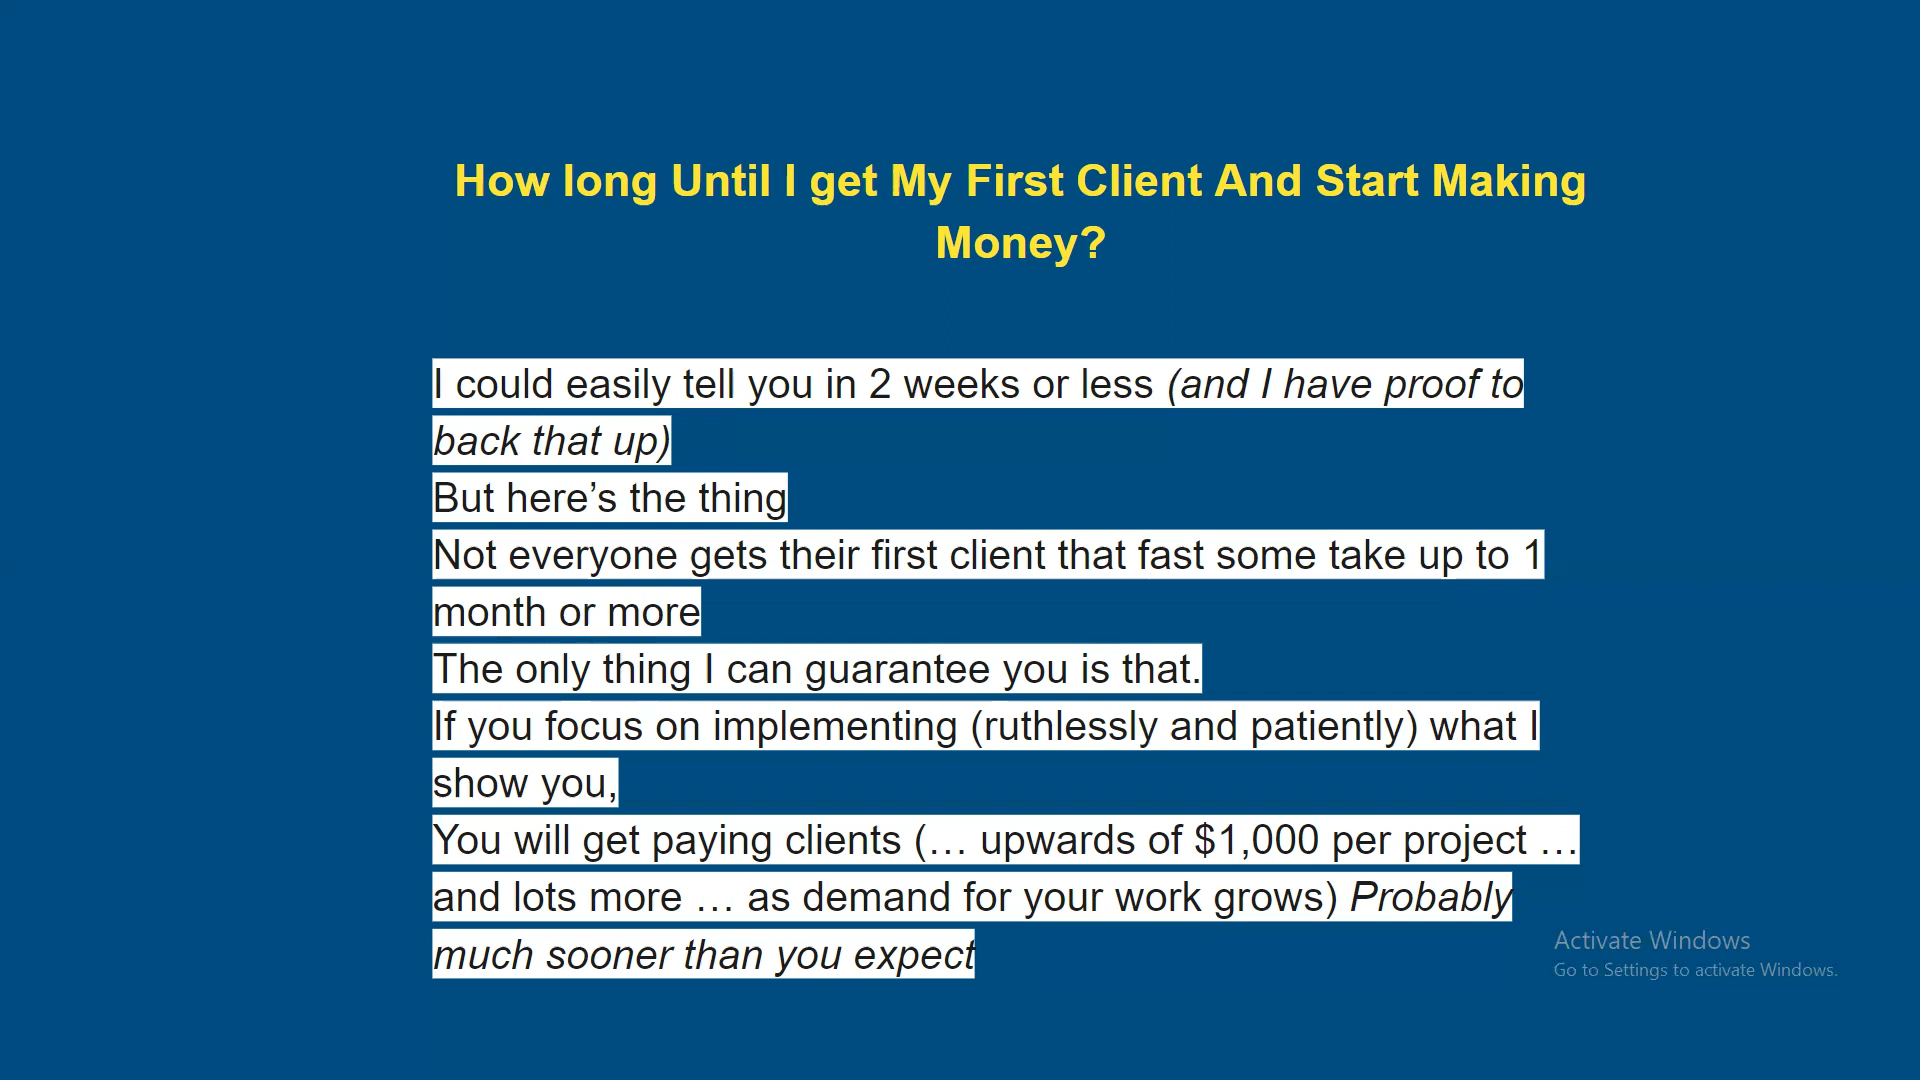 How long Until I get My First Client And Start Making
Money?
I could easily tell you in 2 weeks or less (and I have proof to
back that up)
But here’s the thing
Not everyone gets their first client that fast some take up to 1
month or more
The only thing I can guarantee you is that.
If you focus on implementing (ruthlessly and patiently) what I
show you,
You will get paying clients (… upwards of $1,000 per project …
and lots more … as demand for your work grows) Probably
much sooner than you expect
Activate Windows
Go to Settings to activate Windows.